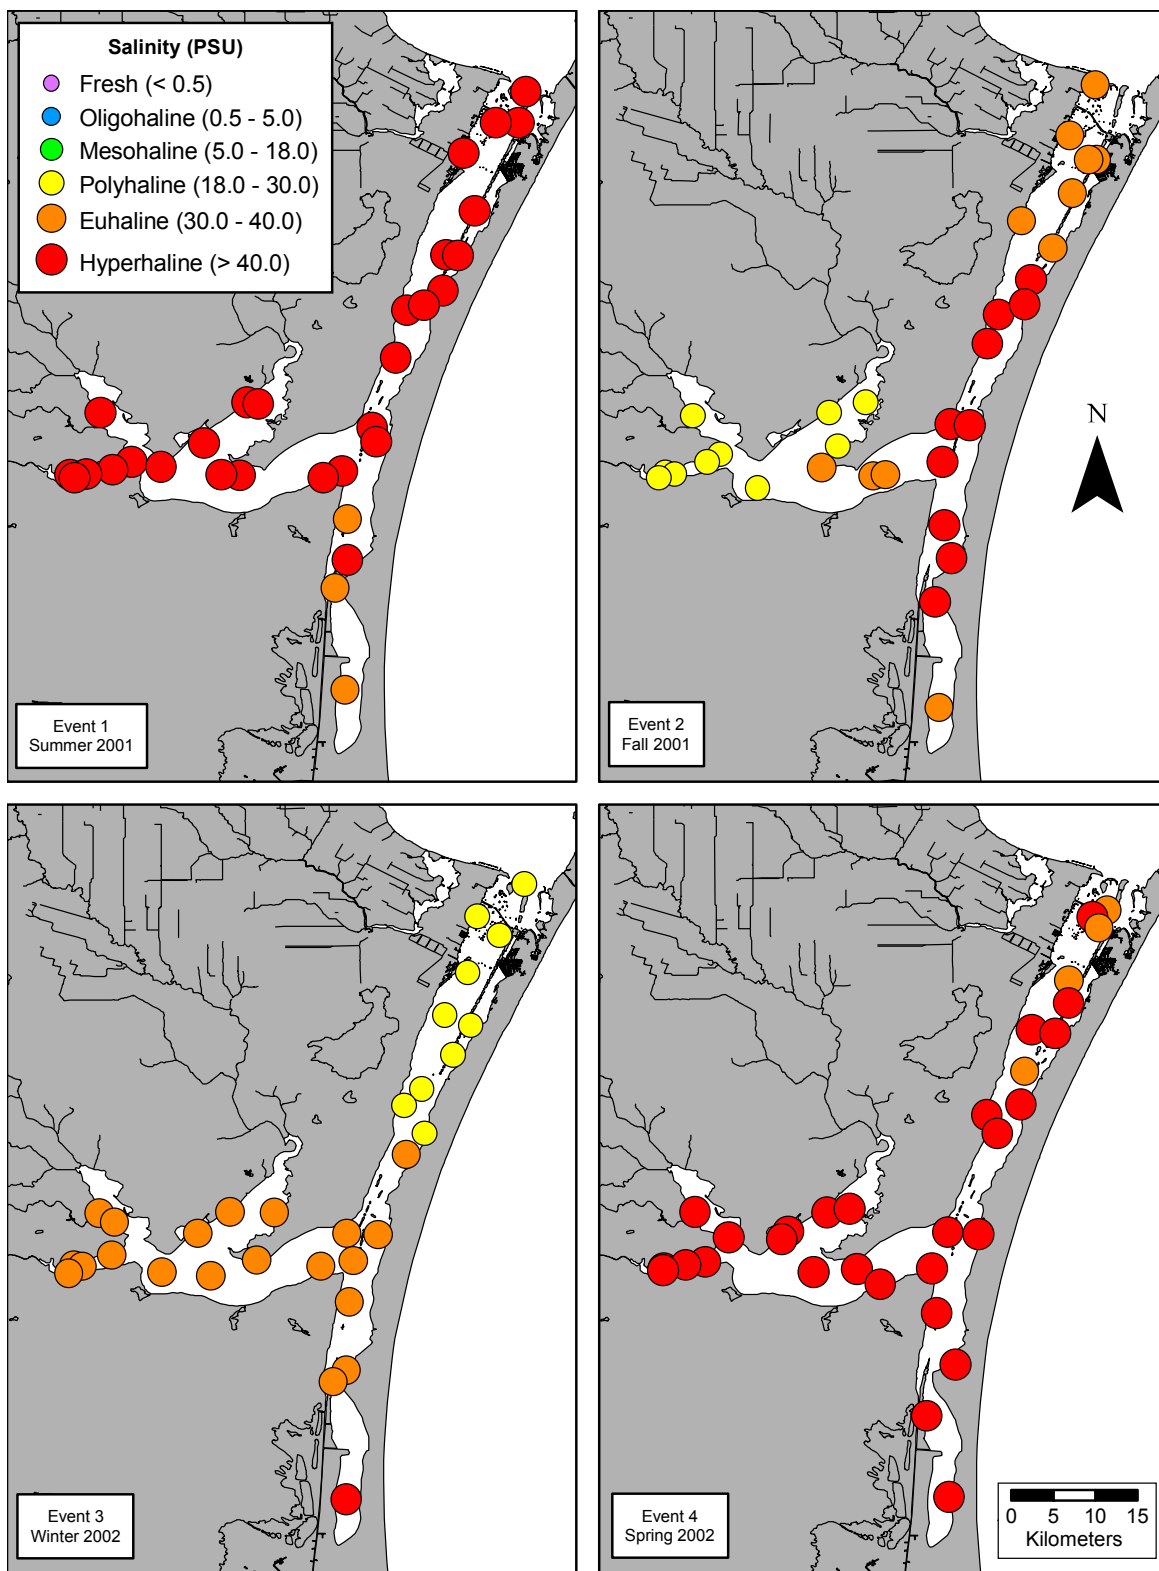 Salinity (PSU)
Fresh (< 0.5)
Oligohaline (0.5 - 5.0)
Mesohaline (5.0 - 18.0)
Polyhaline (18.0 - 30.0)
Euhaline (30.0 - 40.0)
Hyperhaline (> 40.0)
N
Event 1
Summer 2001
Event 2
Fall 2001
Event 3
Winter 2002
Event 4
Spring 2002
0 5 10 15
Kilometers